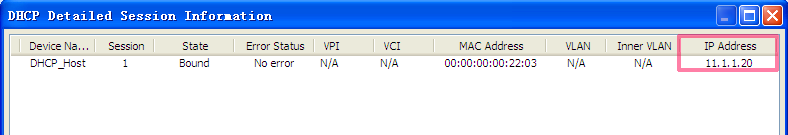 DHCP Detailed Session Information
Device Na... Session State Error Status VPI VCI MAC Address VLAN Inner VLAN IP Address
DHCP_Host 1 Bound No error N/A N/A 00:00:00:00:22:03 N/A N/A 11.1.1.20